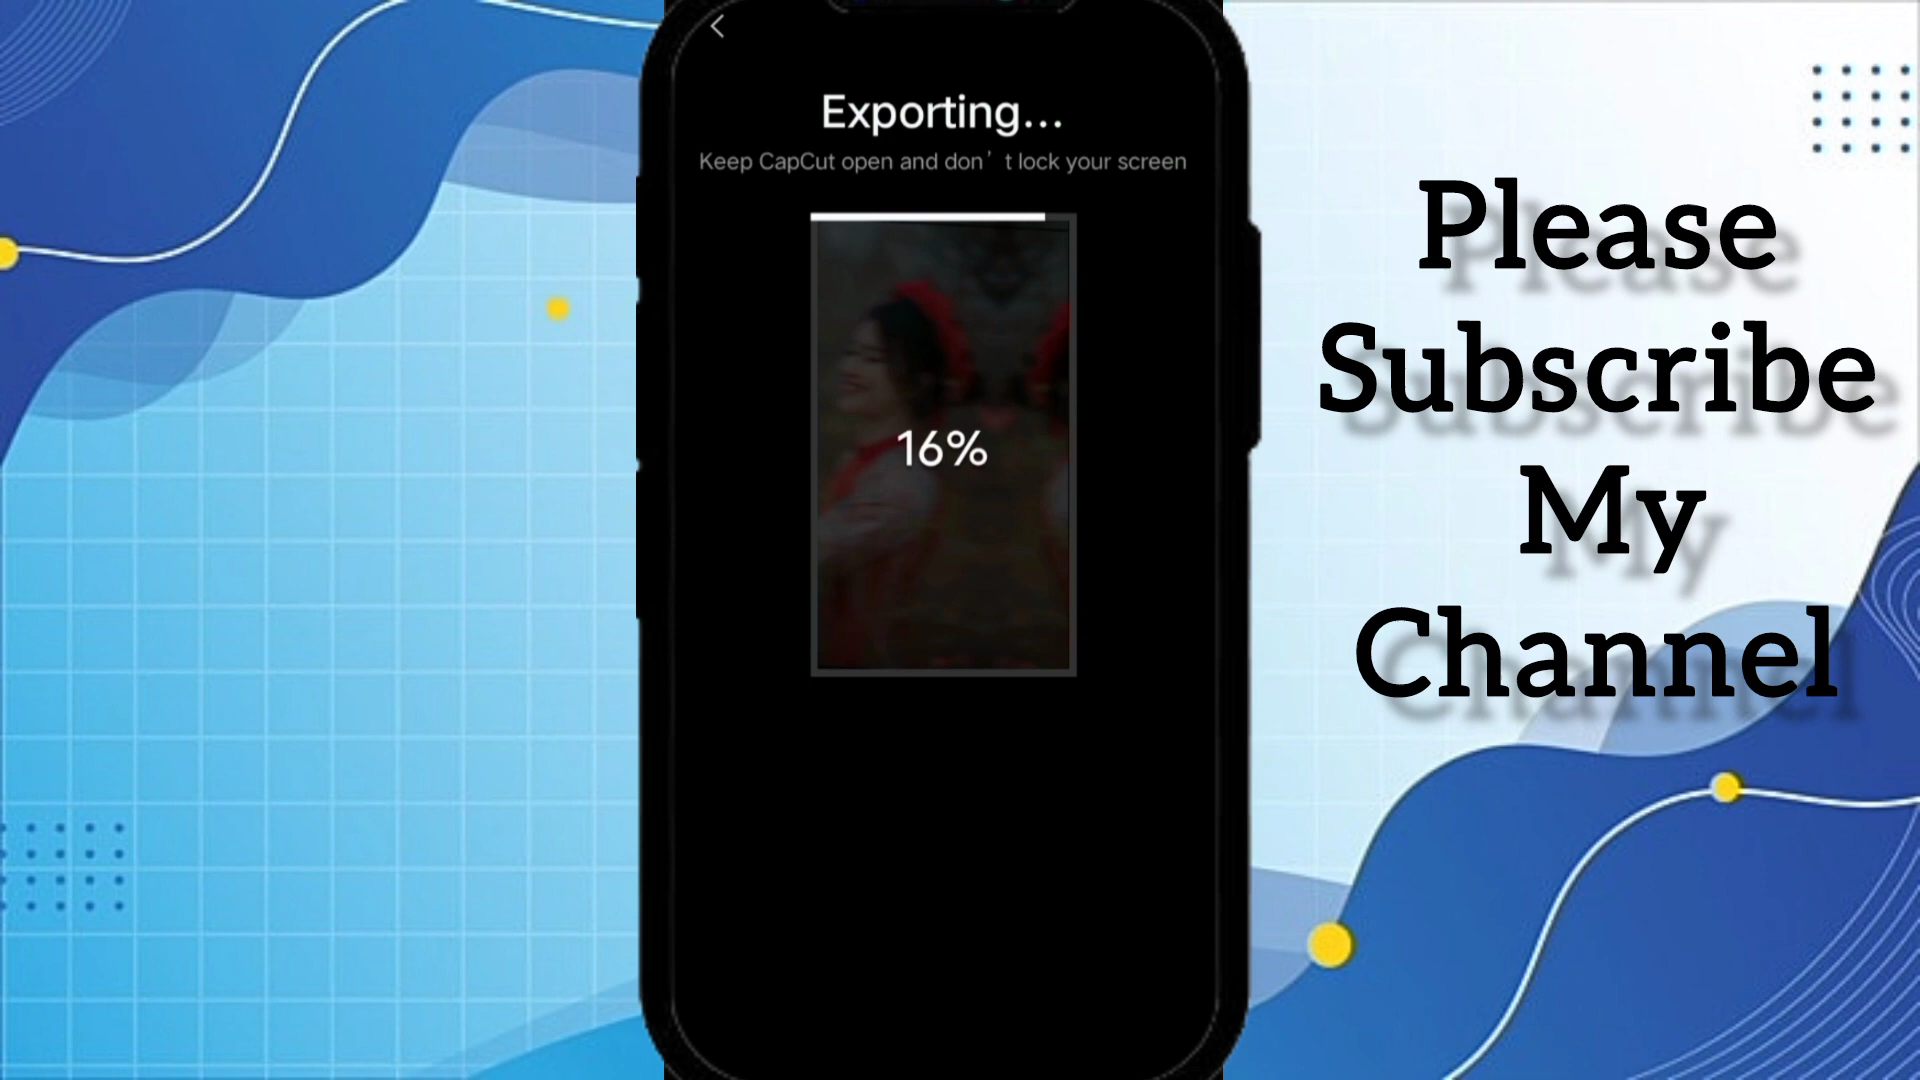 Exporting...
Keep CapCut open and don’t lock your screen
16%
Please
Subscribe
My
Channel